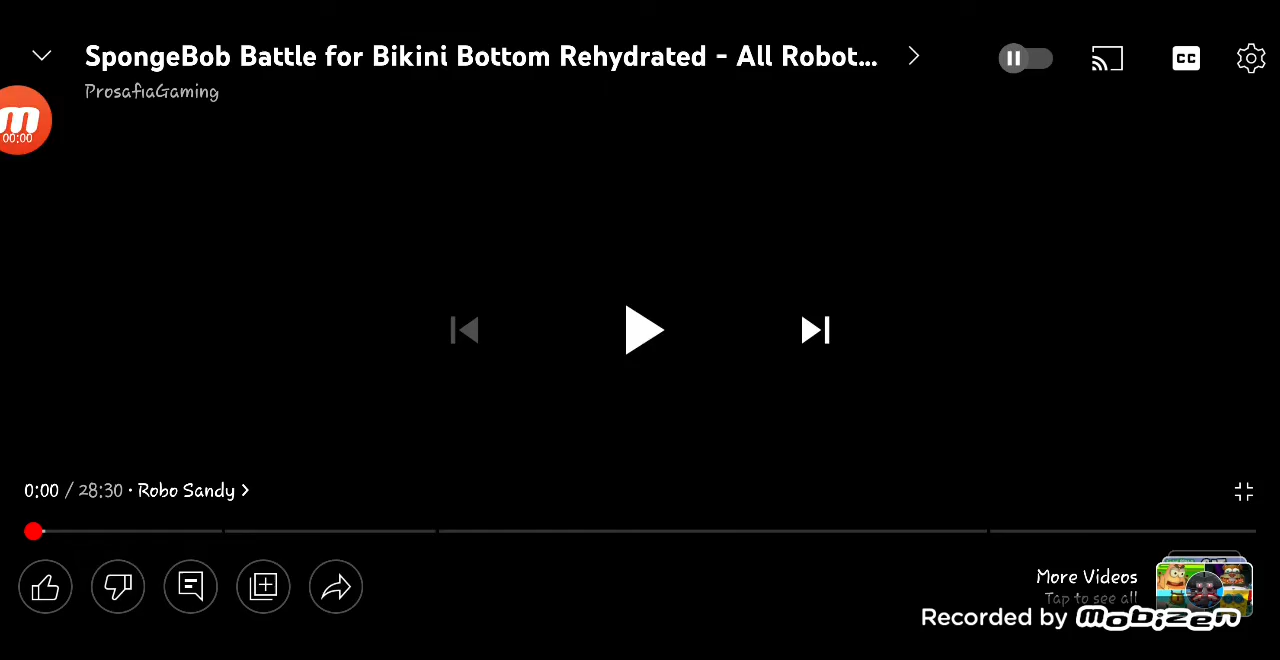 SpongeBob Battle for Bikini Bottom Rehydrated - All Robot...
CC
ProsafiaGaming
m
00:00
0:00 / 28:30 · Robo Sandy
More Videos
Tap to see all
Recorded by mobizen